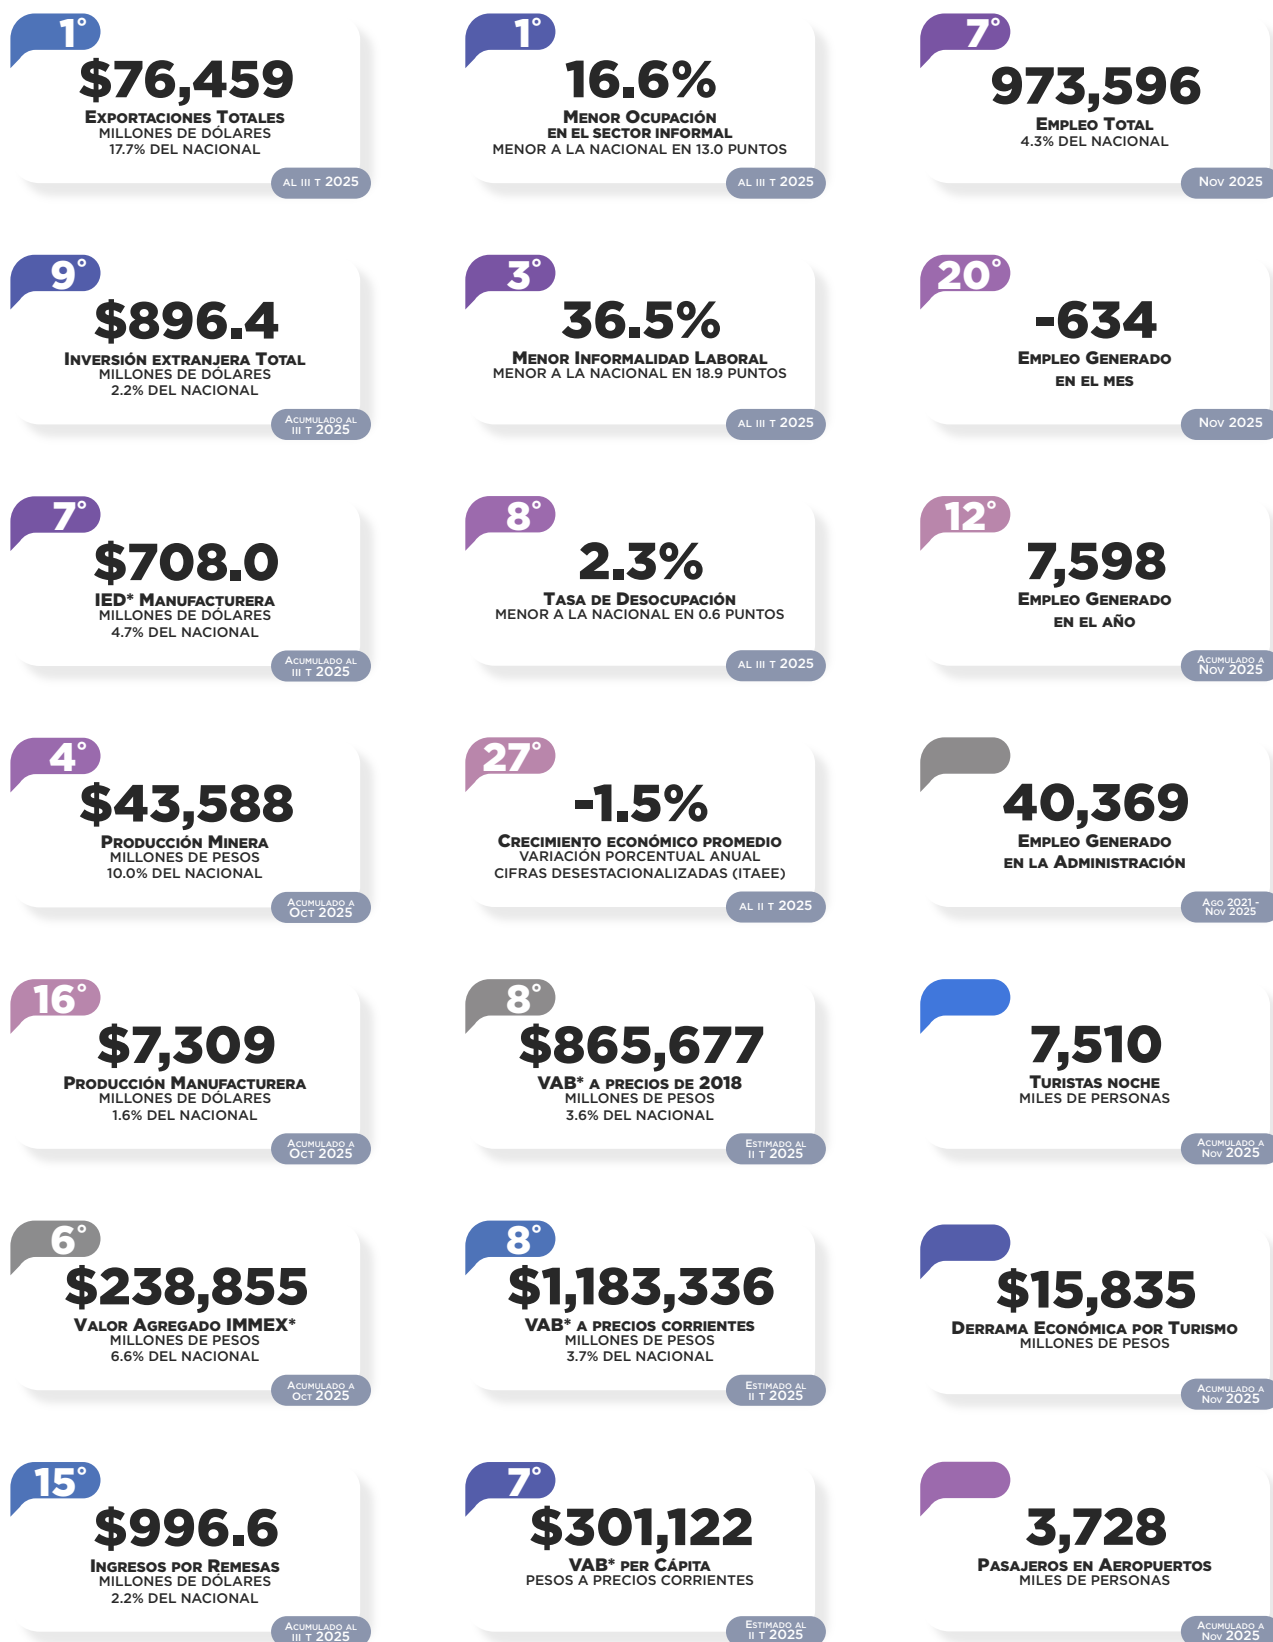 1°
$76,459
Exportaciones Totales
millones de dólares
17.7% del nacional
al III T 2025
1°
16.6%
Menor Ocupación
en el sector informal
menor a la nacional en 13.0 puntos
al III T 2025
7°
973,596
Empleo Total
4.3% del nacional
Nov 2025
9°
$896.4
Inversión extranjera Total
millones de dólares
2.2% del nacional
Acumulado al
III T 2025
3°
36.5%
Menor Informalidad Laboral
menor a la nacional en 18.9 puntos
al III T 2025
20°
-634
Empleo Generado
en el mes
Nov 2025
7°
$708.0
IED* Manufacturera
millones de dólares
4.7% del nacional
Acumulado al
III T 2025
8°
2.3%
Tasa de Desocupación
menor a la nacional en 0.6 puntos
al III T 2025
12°
7,598
Empleo Generado
en el año
Acumulado a
Nov 2025
4°
$43,588
Producción Minera
millones de pesos
10.0% del nacional
Acumulado a
Oct 2025
27°
-1.5%
Crecimiento económico promedio
variación porcentual anual
cifras desestacionalizadas (ITAEE)
al II T 2025
40,369
Empleo Generado
en la Administración
Ago 2021 -
Nov 2025
16°
$7,309
Producción Manufacturera
millones de dólares
1.6% del nacional
Acumulado a
Oct 2025
8°
$865,677
VAB* a precios de 2018
millones de pesos
3.6% del nacional
Estimado al
II T 2025
7,510
Turistas noche
miles de personas
Acumulado a
Nov 2025
6°
$238,855
Valor Agregado IMMEX*
millones de pesos
6.6% del nacional
Acumulado a
Oct 2025
8°
$1,183,336
VAB* a precios corrientes
millones de pesos
3.7% del nacional
Estimado al
II T 2025
$15,835
Derrama Económica por Turismo
millones de pesos
Acumulado a
Nov 2025
15°
$996.6
Ingresos por Remesas
millones de dólares
2.2% del nacional
Acumulado al
III T 2025
7°
$301,122
VAB* per Cápita
pesos a precios corrientes
Estimado al
II T 2025
3,728
Pasajeros en Aeropuertos
miles de personas
Acumulado a
Nov 2025